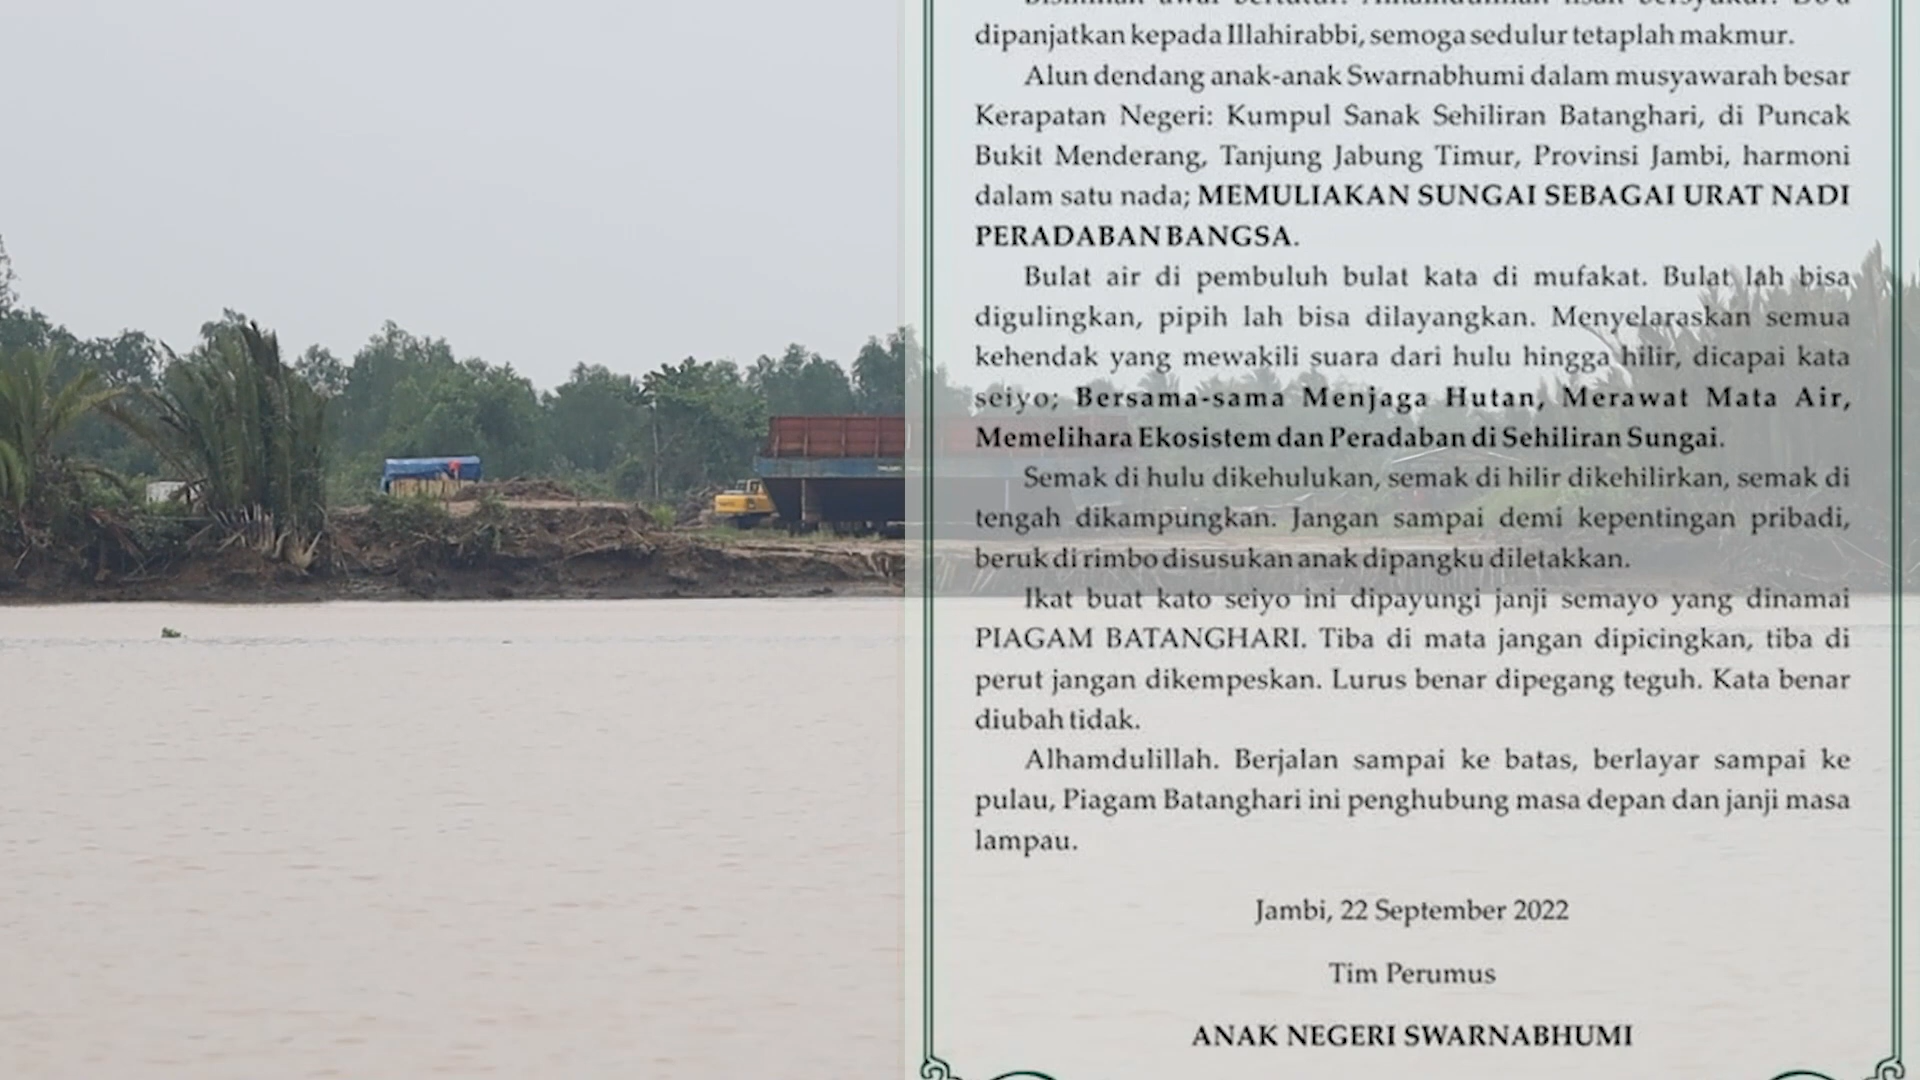 dipanjatkan kepada Illahirabbi, semoga sedulur tetaplah makmur.
Alun dendang anak-anak Swarnabhumi dalam musyawarah besar
Kerapatan Negeri: Kumpul Sanak Sehiliran Batanghari, di Puncak
Bukit Menderang, Tanjung Jabung Timur, Provinsi Jambi, harmoni
dalam satu nada; MEMULIAKAN SUNGAI SEBAGAI URAT NADI
PERADABAN BANGSA.
Bulat air di pembuluh bulat kata di mufakat. Bulat lah bisa
digulingkan, pipih lah bisa dilayangkan. Menyelaraskan semua
kehendak yang mewakili suara dari hulu hingga hilir, dicapai kata
seiyo; Bersama-sama Menjaga Hutan, Merawat Mata Air,
Memelihara Ekosistem dan Peradaban di Sehiliran Sungai.
Semak di hulu dikehulukan, semak di hilir dikehilirkan, semak di
tengah dikampungkan. Jangan sampai demi kepentingan pribadi,
beruk di rimbo disusukan anak dipangku diletakkan.
Ikat buat kato seiyo ini dipayungi janji semayo yang dinamai
PIAGAM BATANGHARI. Tiba di mata jangan dipicingkan, tiba di
perut jangan dikempeskan. Lurus benar dipegang teguh. Kata benar
diubah tidak.
Alhamdulillah. Berjalan sampai ke batas, berlayar sampai ke
pulau, Piagam Batanghari ini penghubung masa depan dan janji masa
lampau.
Jambi, 22 September 2022
Tim Perumus
ANAK NEGERI SWARNABHUMI